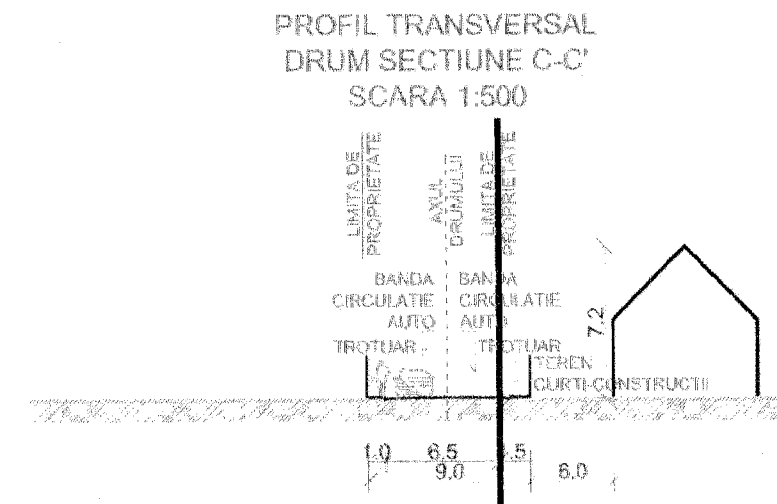 PROFIL TRANSVERSAL
DRUM SECTIUNE C-C'
SCARA 1:500
LIMITA DE
PROPRIETATE
AXUL
DRUMULUI
LIMITA DE
PROPRIETATE
BANDA
CIRCULATIE
AUTO
BANDA
CIRCULATIE
AUTO
TROTUAR
TROTUAR
TEREN
CURTI-CONSTRUCTII
7.2
1.0 6.5 .5
9.0
6.0